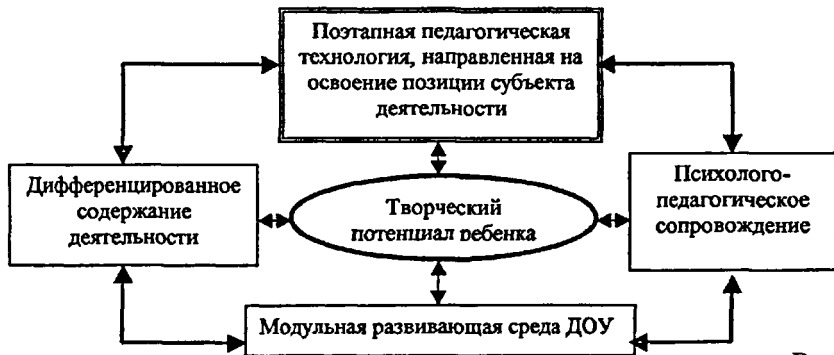 Поэтапная педагогическая
технология, направленная на
освоение позиции субъекта
деятельности
Дифференцированное
содержание
деятельности
Творческий
потенциал ребенка
Психолого-
педагогическое
сопровождение
Модульная развивающая среда ДОУ